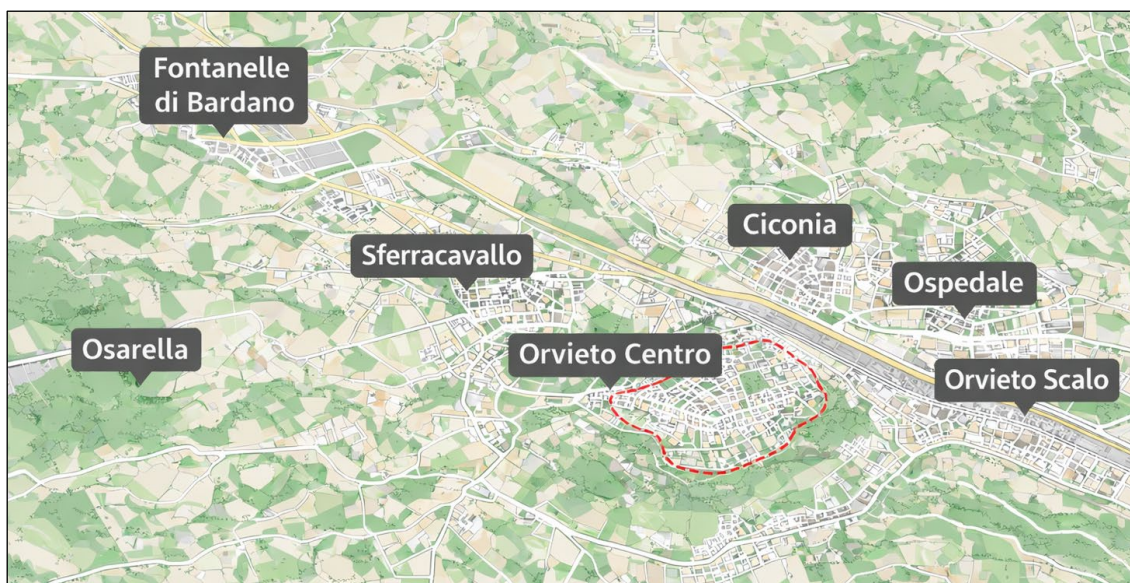 Fontanelle
di Bardano
Ciconia
Sferracavallo
Ospedale
Osarella
Orvieto Centro
Orvieto Scalo